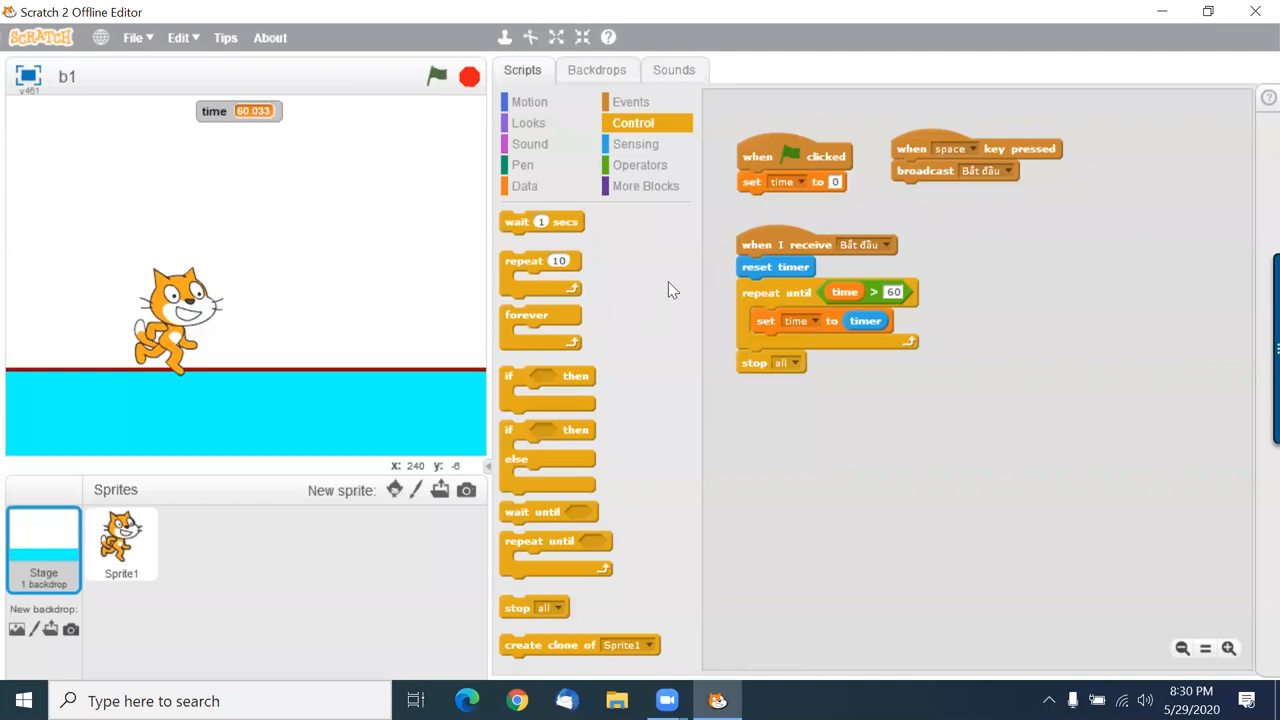 Scratch 2 Offline Editor
SCRATCH File Edit Tips About
v461 b1
time 60.033
x: 240 y: -6
Sprites New sprite:
Stage
1 backdrop
Sprite1
New backdrop:
Scripts Backdrops Sounds
Motion Events
Looks Control
Sound Sensing
Pen Operators
Data More Blocks
wait 1 secs
repeat 10
forever
if then
if then
else
wait until
repeat until
stop all
create clone of Sprite1
when clicked
set time to 0
when space key pressed
broadcast Bắt đầu
when I receive Bắt đầu
reset timer
repeat until time > 60
set time to timer
stop all
Type here to search
8:30 PM
5/29/2020